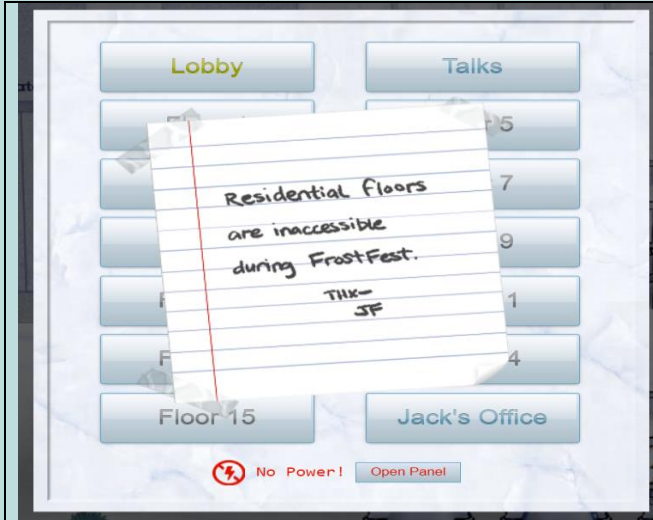 Lobby
Talks
5
7
Residential floors
are inaccessible
9
during FrostFest.
THX-
JF
1
4
Floor 15
Jack's Office
No Power!
Open Panel